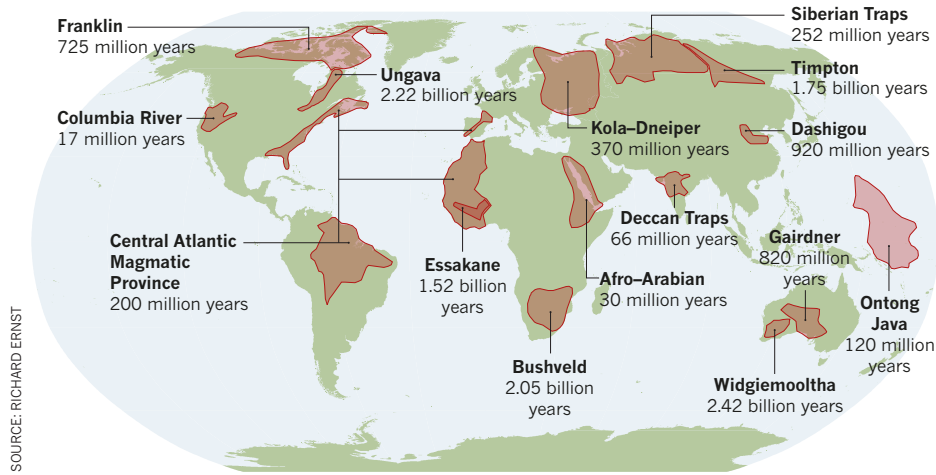 Franklin
725 million years
Ungava
2.22 billion years
Columbia River
17 million years
Central Atlantic
Magmatic
Province
200 million years
Siberian Traps
252 million years
Timpton
1.75 billion years
Kola–Dneiper
370 million years
Dashigou
920 million years
Deccan Traps
66 million years
Essakane
1.52 billion
years
Afro–Arabian
30 million years
Gairdner
820 million
years
Ontong
Java
120 million
years
Bushveld
2.05 billion
years
Widgiemooltha
2.42 billion years
SOURCE: RICHARD ERNST